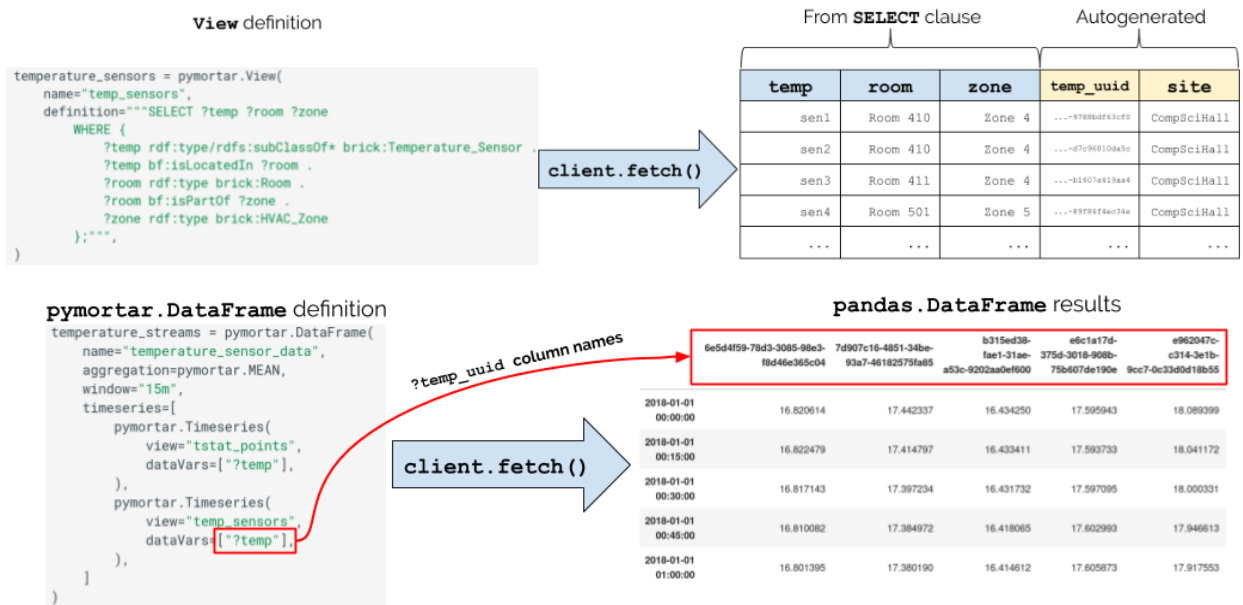 View definition
temperature_sensors = pymortar.View(
name="temp_sensors",
definition="""SELECT ?temp ?room ?zone
WHERE {
?temp rdf:type/rdfs:subClassOf* brick:Temperature_Sensor .
?temp bf:isLocatedIn ?room .
?room rdf:type brick:Room .
?room bf:isPartOf ?zone .
?zone rdf:type brick:HVAC_Zone
};""",
)
client.fetch()
From SELECT clause Autogenerated
temp room zone temp_uuid site
sen1 Room 410 Zone 4 ...-9788bdf63cf0 CompSciHall
sen2 Room 410 Zone 4 ...-d7c96010da5c CompSciHall
sen3 Room 411 Zone 4 ...-b1607a419aa4 CompSciHall
sen4 Room 501 Zone 5 ...-89f84f4ec34e CompSciHall
... ... ... ... ...
pymortar.DataFrame definition
temperature_streams = pymortar.DataFrame(
name="temperature_sensor_data",
aggregation=pymortar.MEAN,
window="15m",
timeseries=[
pymortar.Timeseries(
view="tstat_points",
dataVars=["?temp"],
),
pymortar.Timeseries(
view="temp_sensors",
dataVars=["?temp"],
),
]
)
?temp_uuid column names
client.fetch()
pandas.DataFrame results
6e5d4f59-78d3-3085-98e3-f8d46e365c04 7d907c16-4851-34be-93a7-46182575fa85 b315ed38-fae1-31ae-a53c-9202aa0ef600 e6c1a17d-375d-3018-908b-75b607de190e e962047c-c314-3e1b-9cc7-0c33d0d18b55
2018-01-01 00:00:00 16.820614 17.442337 16.434250 17.595943 18.089399
2018-01-01 00:15:00 16.822479 17.414797 16.433411 17.593733 18.041172
2018-01-01 00:30:00 16.817143 17.397234 16.431732 17.597095 18.000331
2018-01-01 00:45:00 16.810082 17.384972 16.418065 17.602993 17.946613
2018-01-01 01:00:00 16.801395 17.380190 16.414612 17.605873 17.917553